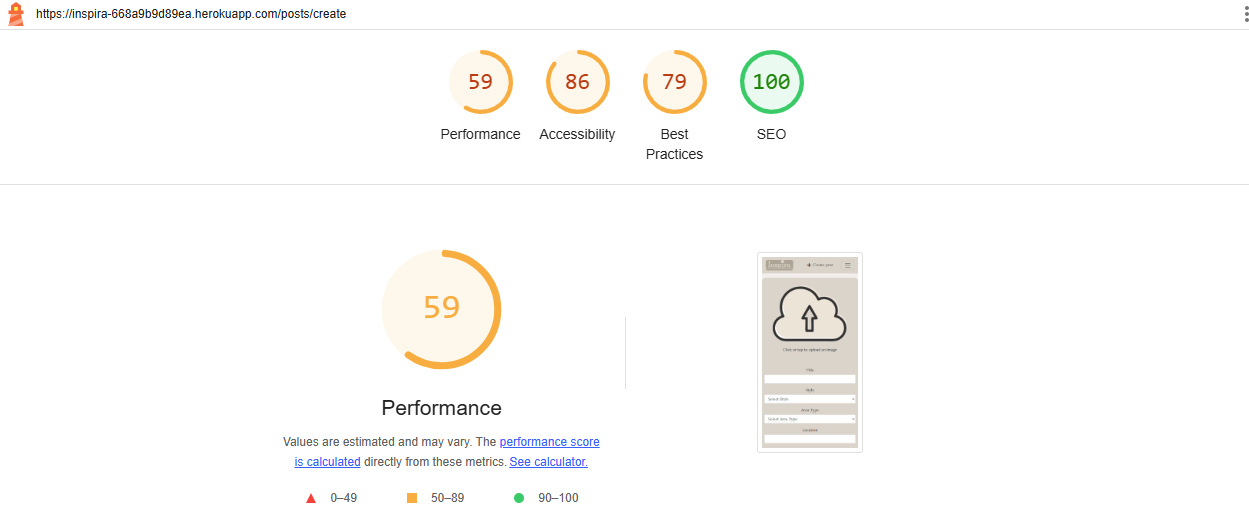 https://inspira-668a9b9d89ea.herokuapp.com/posts/create
59 86 79 100
Performance Accessibility Best Practices SEO
59
Performance
Values are estimated and may vary. The performance score
is calculated directly from these metrics. See calculator.
0–49 50–89 90–100
Create post
Click or tap to upload an image
Title
Style
Select Style
Area Type
Select Area Type
Location